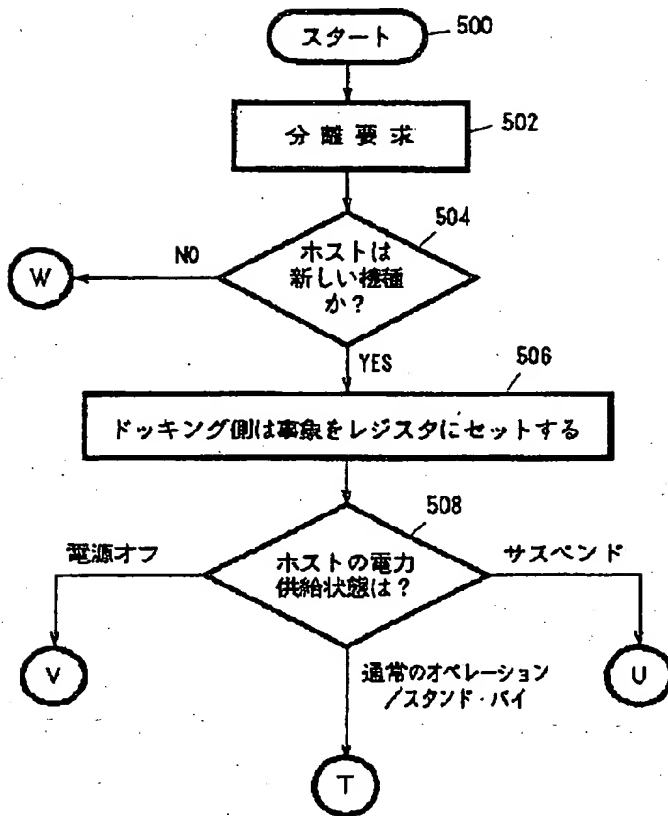 スタート
500
分離要求
502
504
ホストは
新しい機種
か？
NO
W
YES
506
ドッキング側は事象をレジスタにセットする
508
ホストの電力
供給状態は？
電源オフ
サスペンド
V
通常のオペレーション
／スタンド・バイ
U
T